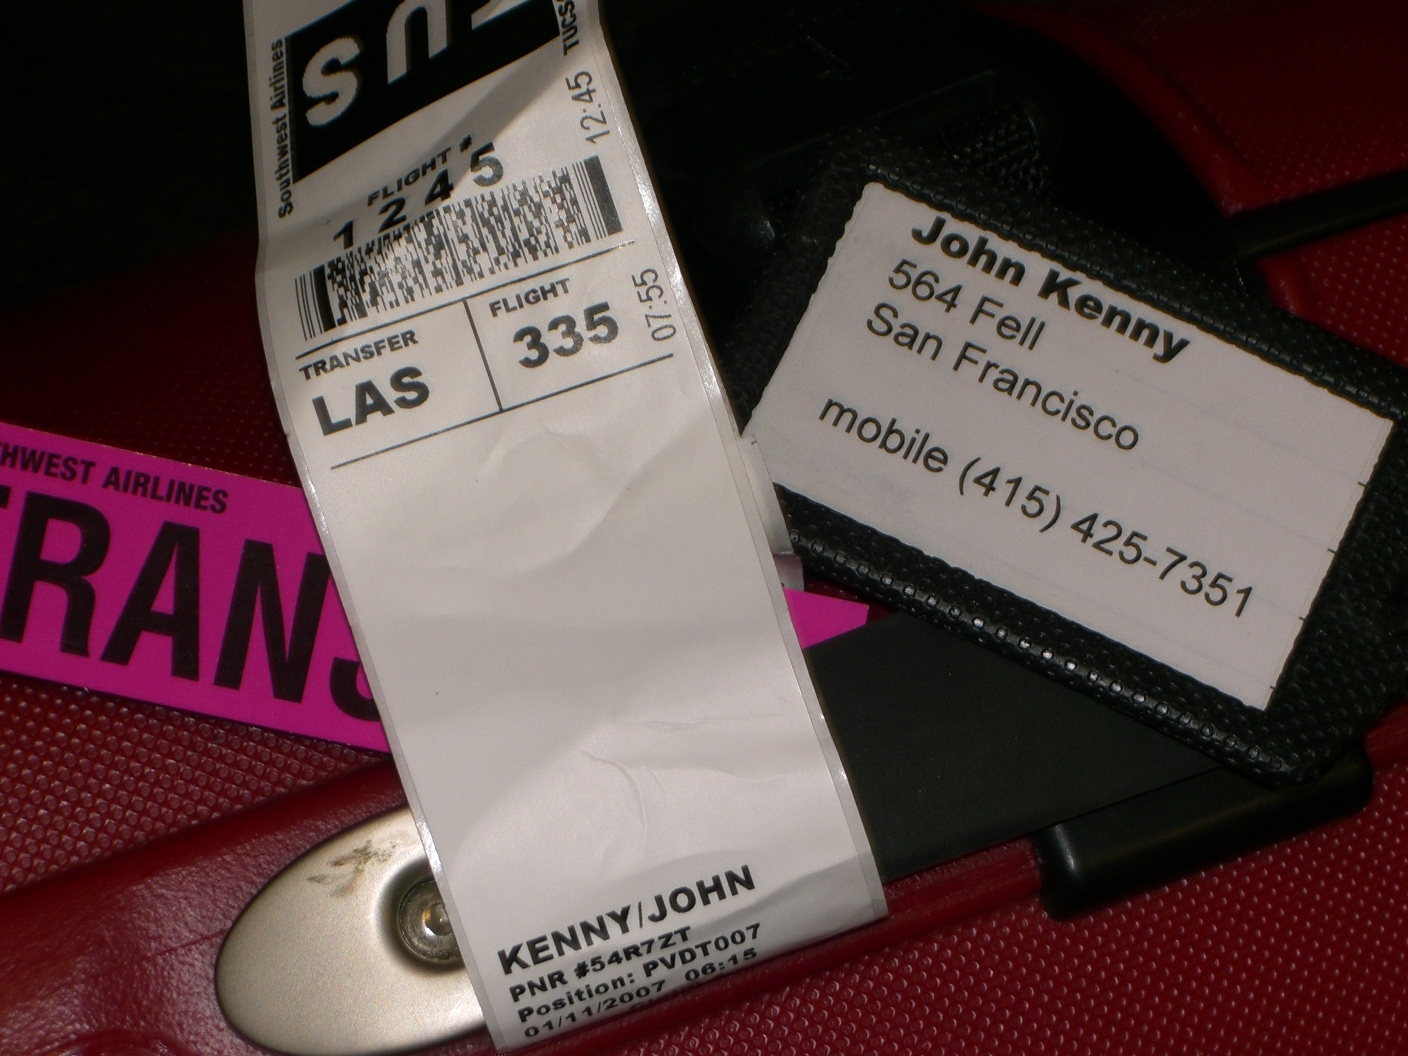 Southwest Airlines
TUS
12:45
FLIGHT #
1245
TRANSFER
LAS
FLIGHT
335
07:55
KENNY/JOHN
PNR #54R7ZT
Position: PVDT007
01/11/2007 06:15
John Kenny
564 Fell
San Francisco
mobile (415) 425-7351
AIRLINES